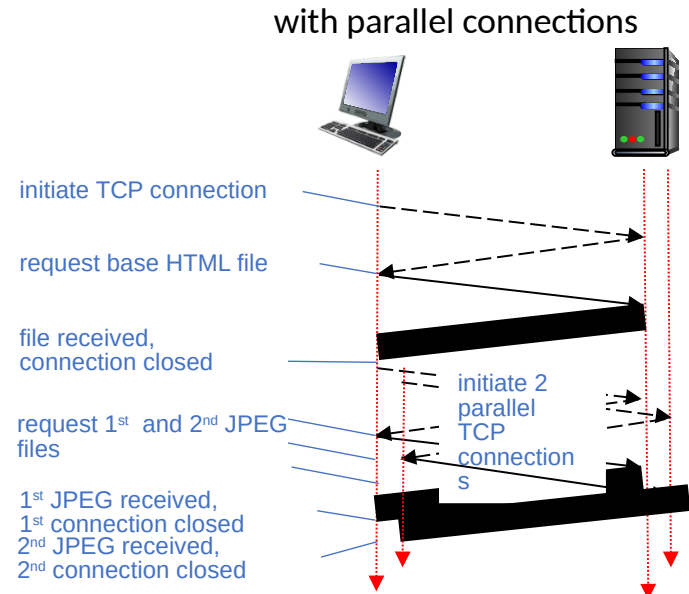 with parallel connections
initiate TCP connection
request base HTML file
file received,
connection closed
initiate 2
parallel
TCP
connection
s
request 1st and 2nd JPEG
files
1st JPEG received,
1st connection closed
2nd JPEG received,
2nd connection closed